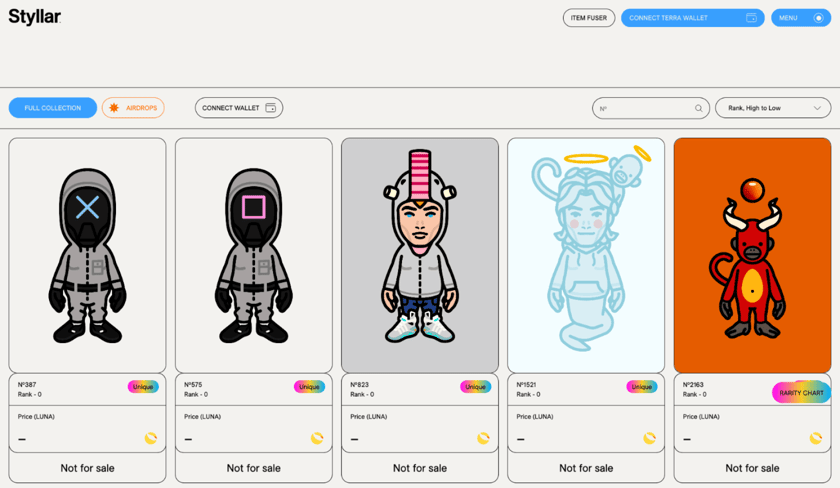 Styllar
ITEM FUSER
CONNECT TERRA WALLET
MENU
FULL COLLECTION
AIRDROPS
CONNECT WALLET
Nº
Rank, High to Low
Nº387
Rank - 0
Unique
Price (LUNA)
–
Not for sale
Nº575
Rank - 0
Unique
Price (LUNA)
–
Not for sale
Nº823
Rank - 0
Unique
Price (LUNA)
–
Not for sale
Nº1521
Rank - 0
Unique
Price (LUNA)
–
Not for sale
Nº2163
Rank - 0
RARITY CHART
Price (LUNA)
–
Not for sale